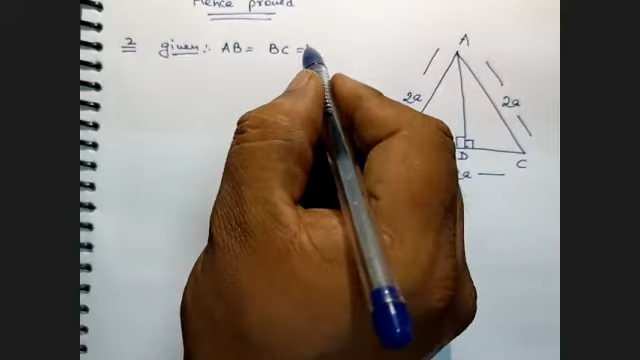 Hence proved
2 given: AB = BC =
A
2a
2a
D
C
a